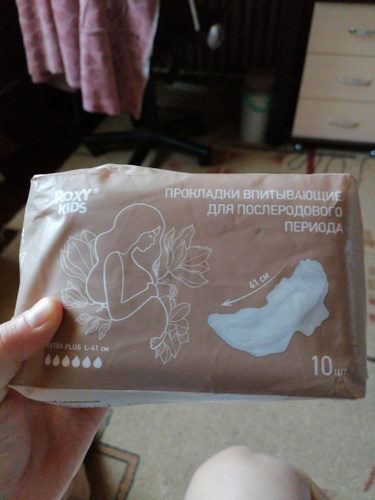 ROXY®
KIDS
ПРОКЛАДКИ ВПИТЫВАЮЩИЕ
ДЛЯ ПОСЛЕРОДОВОГО
ПЕРИОДА
41 СМ
EXTRA PLUS L-41 см
10 ШТ.